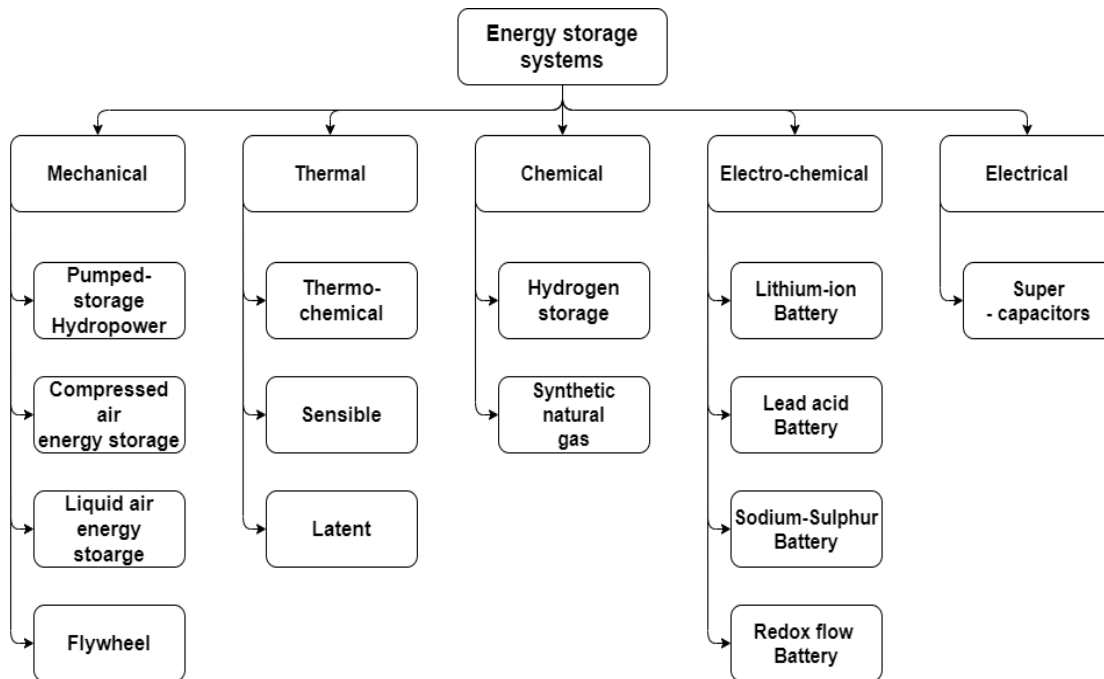 Energy storage
systems
Mechanical
Thermal
Chemical
Electro-chemical
Electrical
Pumped-
storage
Hydropower
Thermo-
chemical
Hydrogen
storage
Lithium-ion
Battery
Super
- capacitors
Compressed
air
energy storage
Sensible
Synthetic
natural
gas
Lead acid
Battery
Liquid air
energy
stoarge
Latent
Sodium-Sulphur
Battery
Flywheel
Redox flow
Battery